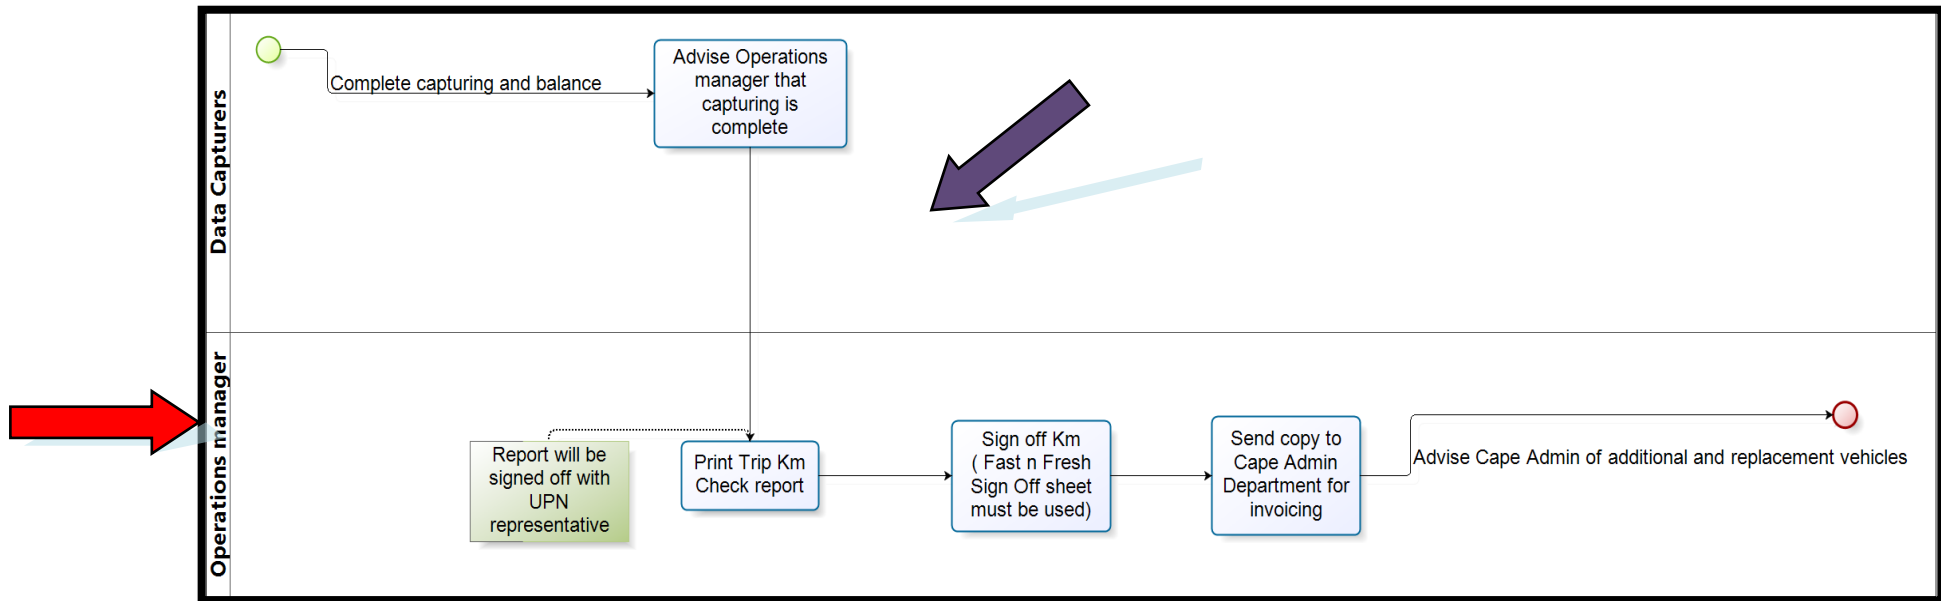 Data Capturers
Complete capturing and balance
Advise Operations
manager that
capturing is
complete
Operations manager
Report will be
signed off with
UPN
representative
Print Trip Km
Check report
Sign off Km
( Fast n Fresh
Sign Off sheet
must be used)
Send copy to
Cape Admin
Department for
invoicing
Advise Cape Admin of additional and replacement vehicles